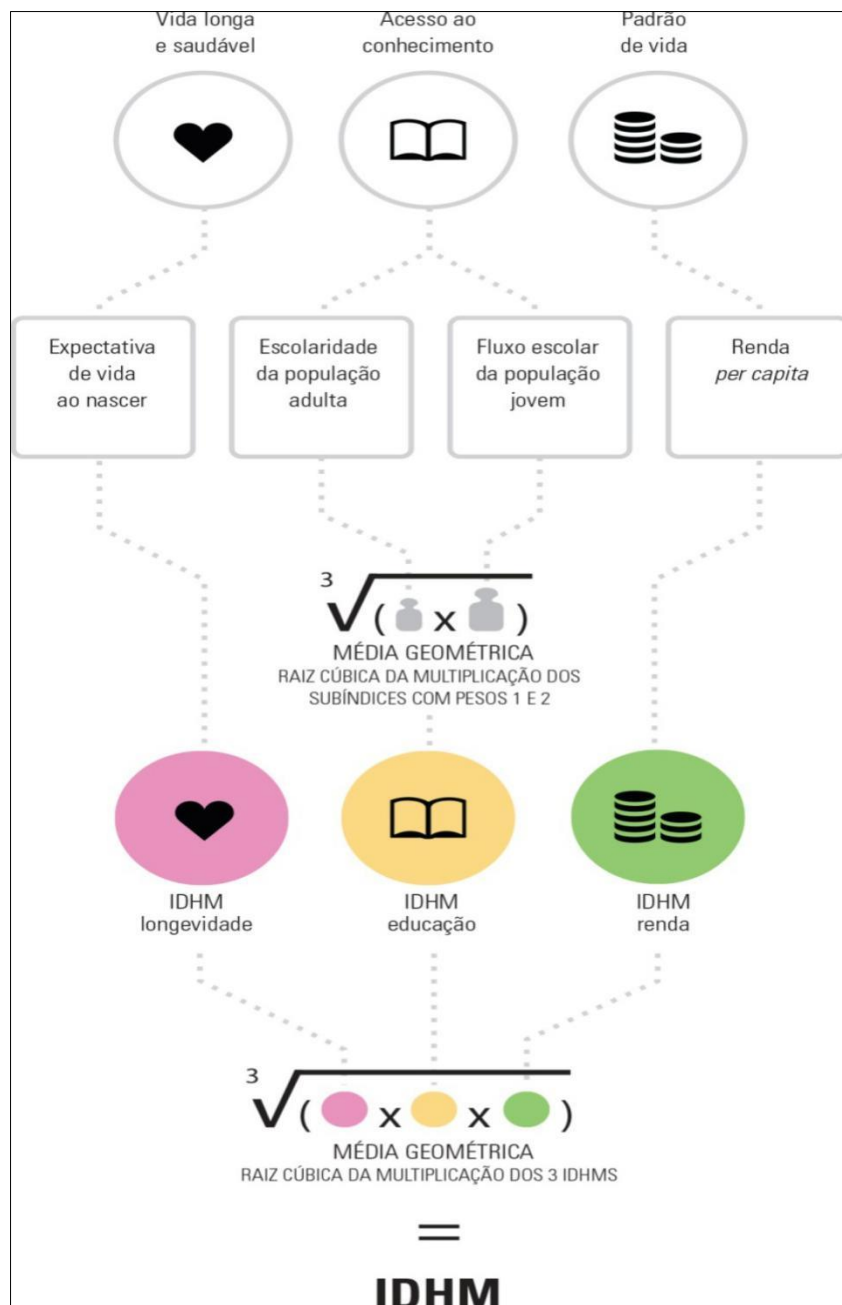 Vida longa
e saudável
Acesso ao
conhecimento
Padrão
de vida
Expectativa
de vida
ao nascer
Escolaridade
da população
adulta
Fluxo escolar
da população
jovem
Renda
per capita
3
√( x )
MÉDIA GEOMÉTRICA
RAIZ CÚBICA DA MULTIPLICAÇÃO DOS
SUBÍNDICES COM PESOS 1 E 2
IDHM
longevidade
IDHM
educação
IDHM
renda
3
√( x x )
MÉDIA GEOMÉTRICA
RAIZ CÚBICA DA MULTIPLICAÇÃO DOS 3 IDHMS
=
IDHM